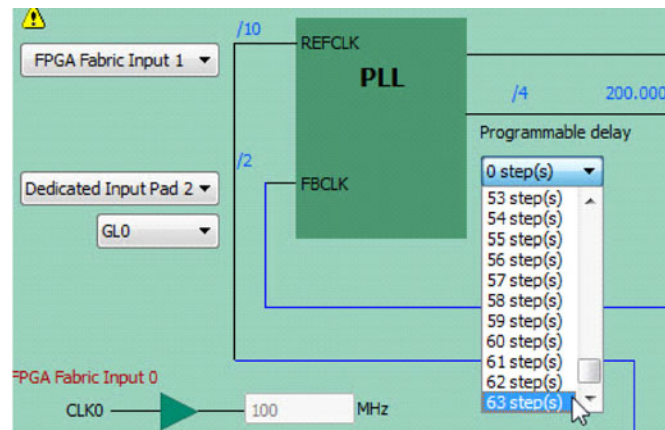 /10
REFCLK
FPGA Fabric Input 1
PLL
/4 200.000
Programmable delay
/2
0 step(s)
Dedicated Input Pad 2
FBCLK
53 step(s)
54 step(s)
GL0
55 step(s)
56 step(s)
57 step(s)
58 step(s)
59 step(s)
60 step(s)
61 step(s)
62 step(s)
63 step(s)
FPGA Fabric Input 0
CLK0 100 MHz